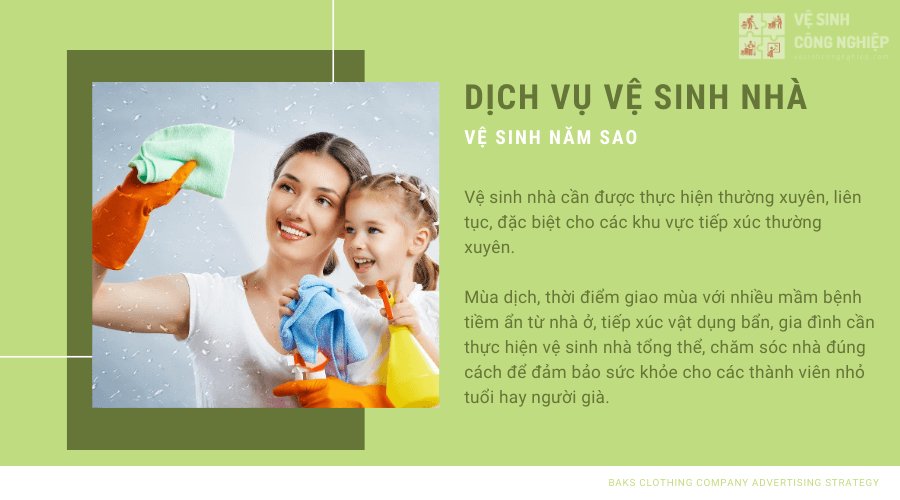 VỆ SINH
CÔNG NGHIỆP
DỊCH VỤ VỆ SINH NHÀ
VỆ SINH NĂM SAO
Vệ sinh nhà cần được thực hiện thường xuyên, liên
tục, đặc biệt cho các khu vực tiếp xúc thường
xuyên.
Mùa dịch, thời điểm giao mùa với nhiều mầm bệnh
tiềm ẩn từ nhà ở, tiếp xúc vật dụng bẩn, gia đình cần
thực hiện vệ sinh nhà tổng thể, chăm sóc nhà đúng
cách để đảm bảo sức khỏe cho các thành viên nhỏ
tuổi hay người già.
BAKS CLOTHING COMPANY ADVERTISING STRATEGY